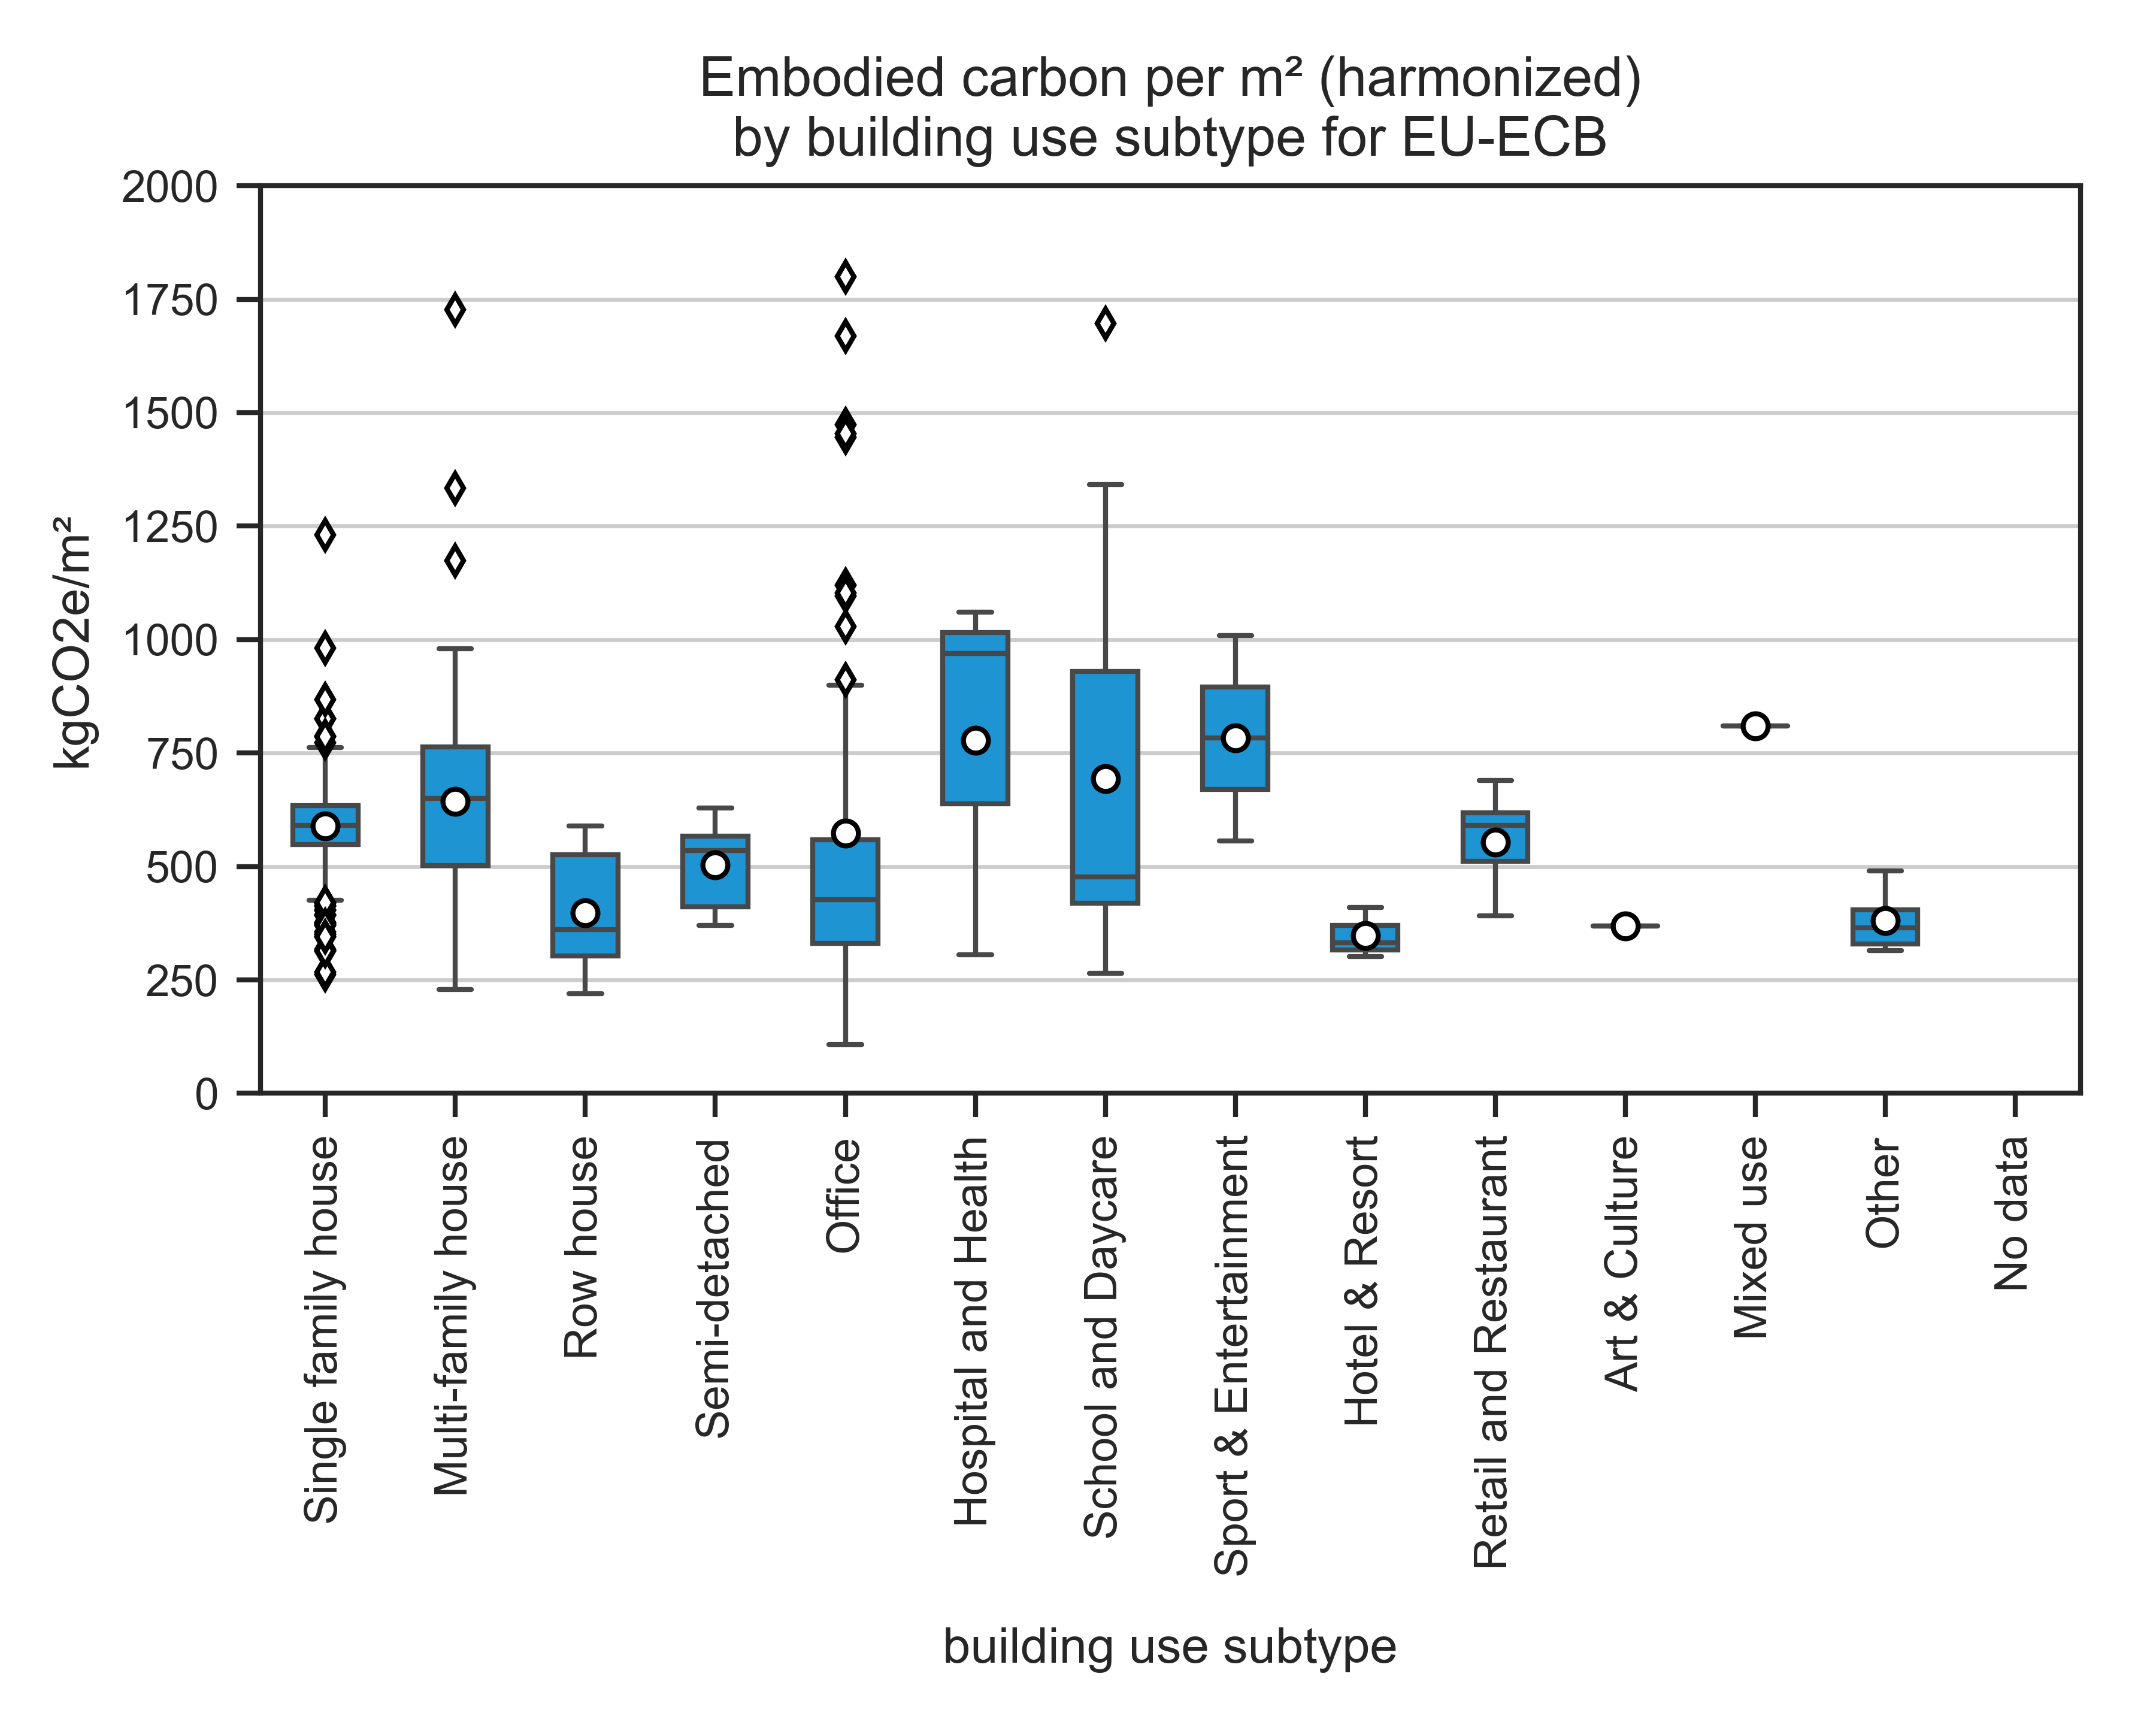 Embodied carbon per m² (harmonized)
by building use subtype for EU-ECB
kgCO2e/m²
2000
1750
1500
1250
1000
750
500
250
0
Single family house
Multi-family house
Row house
Semi-detached
Office
Hospital and Health
School and Daycare
Sport & Entertainment
Hotel & Resort
Retail and Restaurant
Art & Culture
Mixed use
Other
No data
building use subtype